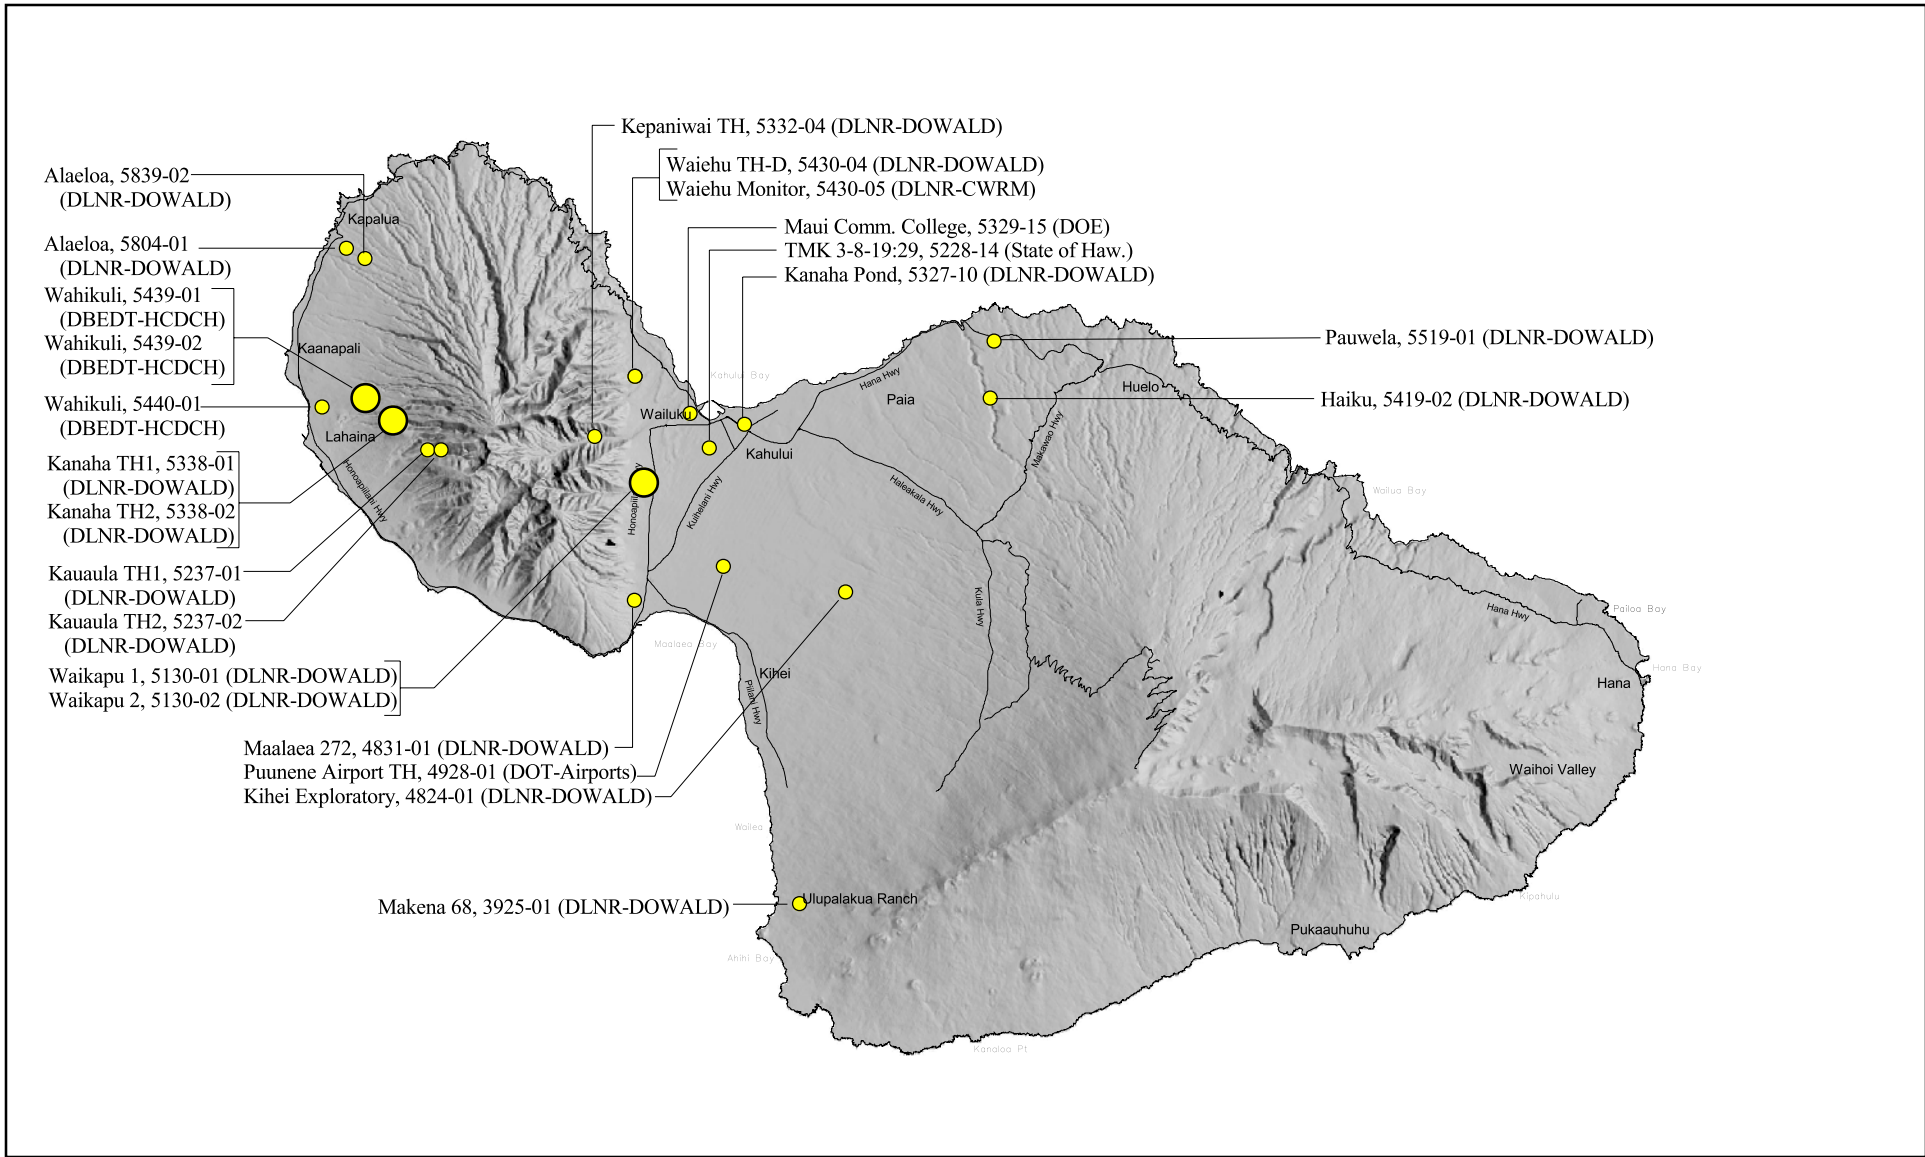 Kepaniwai TH, 5332-04 (DLNR-DOWALD)
Waiehu TH-D, 5430-04 (DLNR-DOWALD)
Waiehu Monitor, 5430-05 (DLNR-CWRM)
Maui Comm. College, 5329-15 (DOE)
TMK 3-8-19:29, 5228-14 (State of Haw.)
Kanaha Pond, 5327-10 (DLNR-DOWALD)
Alaeloa, 5839-02
(DLNR-DOWALD)
Alaeloa, 5804-01
(DLNR-DOWALD)
Wahikuli, 5439-01
(DBEDT-HCDCH)
Wahikuli, 5439-02
(DBEDT-HCDCH)
Wahikuli, 5440-01
(DBEDT-HCDCH)
Kanaha TH1, 5338-01
(DLNR-DOWALD)
Kanaha TH2, 5338-02
(DLNR-DOWALD)
Kauaula TH1, 5237-01
(DLNR-DOWALD)
Kauaula TH2, 5237-02
(DLNR-DOWALD)
Waikapu 1, 5130-01 (DLNR-DOWALD)
Waikapu 2, 5130-02 (DLNR-DOWALD)
Maalaea 272, 4831-01 (DLNR-DOWALD)
Puunene Airport TH, 4928-01 (DOT-Airports)
Kihei Exploratory, 4824-01 (DLNR-DOWALD)
Makena 68, 3925-01 (DLNR-DOWALD)
Pauwela, 5519-01 (DLNR-DOWALD)
Haiku, 5419-02 (DLNR-DOWALD)
Kapalua
Kaanapali
Lahaina
Honoapiilani Hwy
Wailuku
Kahului Bay
Kahului
Kuihelani Hwy
Hana Hwy
Paia
Huelo
Makawao Hwy
Haleakala Hwy
Kula Hwy
Wailua Bay
Hana Hwy
Pailoa Bay
Hana Bay
Hana
Waihoi Valley
Kipahulu
Pukaauhuhu
Maalaea Bay
Kihei
Piilani Hwy
Wailea
Ulupalakua Ranch
Ahihi Bay
Kanaloa Pt